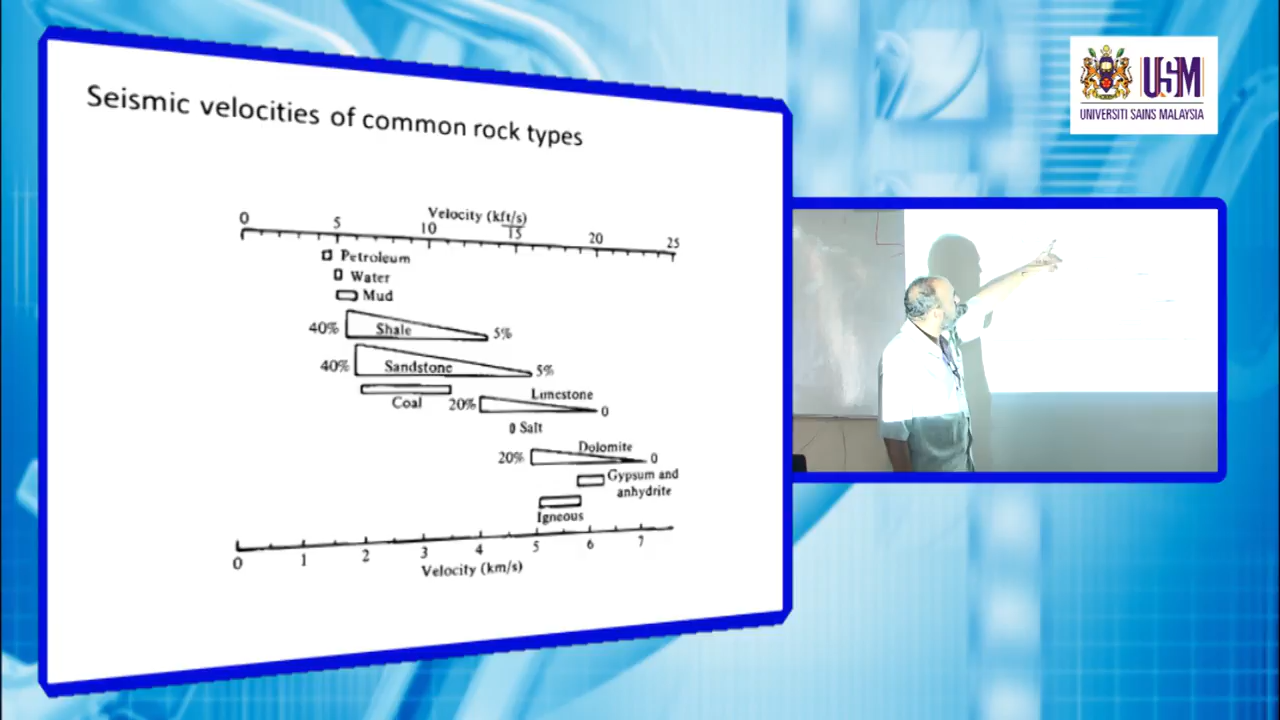 Seismic velocities of common rock types
Velocity (kft/s)
0 5 10 15 20 25
Petroleum
Water
Mud
40% Shale 5%
40% Sandstone 5%
Coal
20% Limestone 0
Salt
20% Dolomite 0
Gypsum and
anhydrite
Igneous
0 1 2 3 4 5 6 7
Velocity (km/s)
USM
UNIVERSITI SAINS MALAYSIA